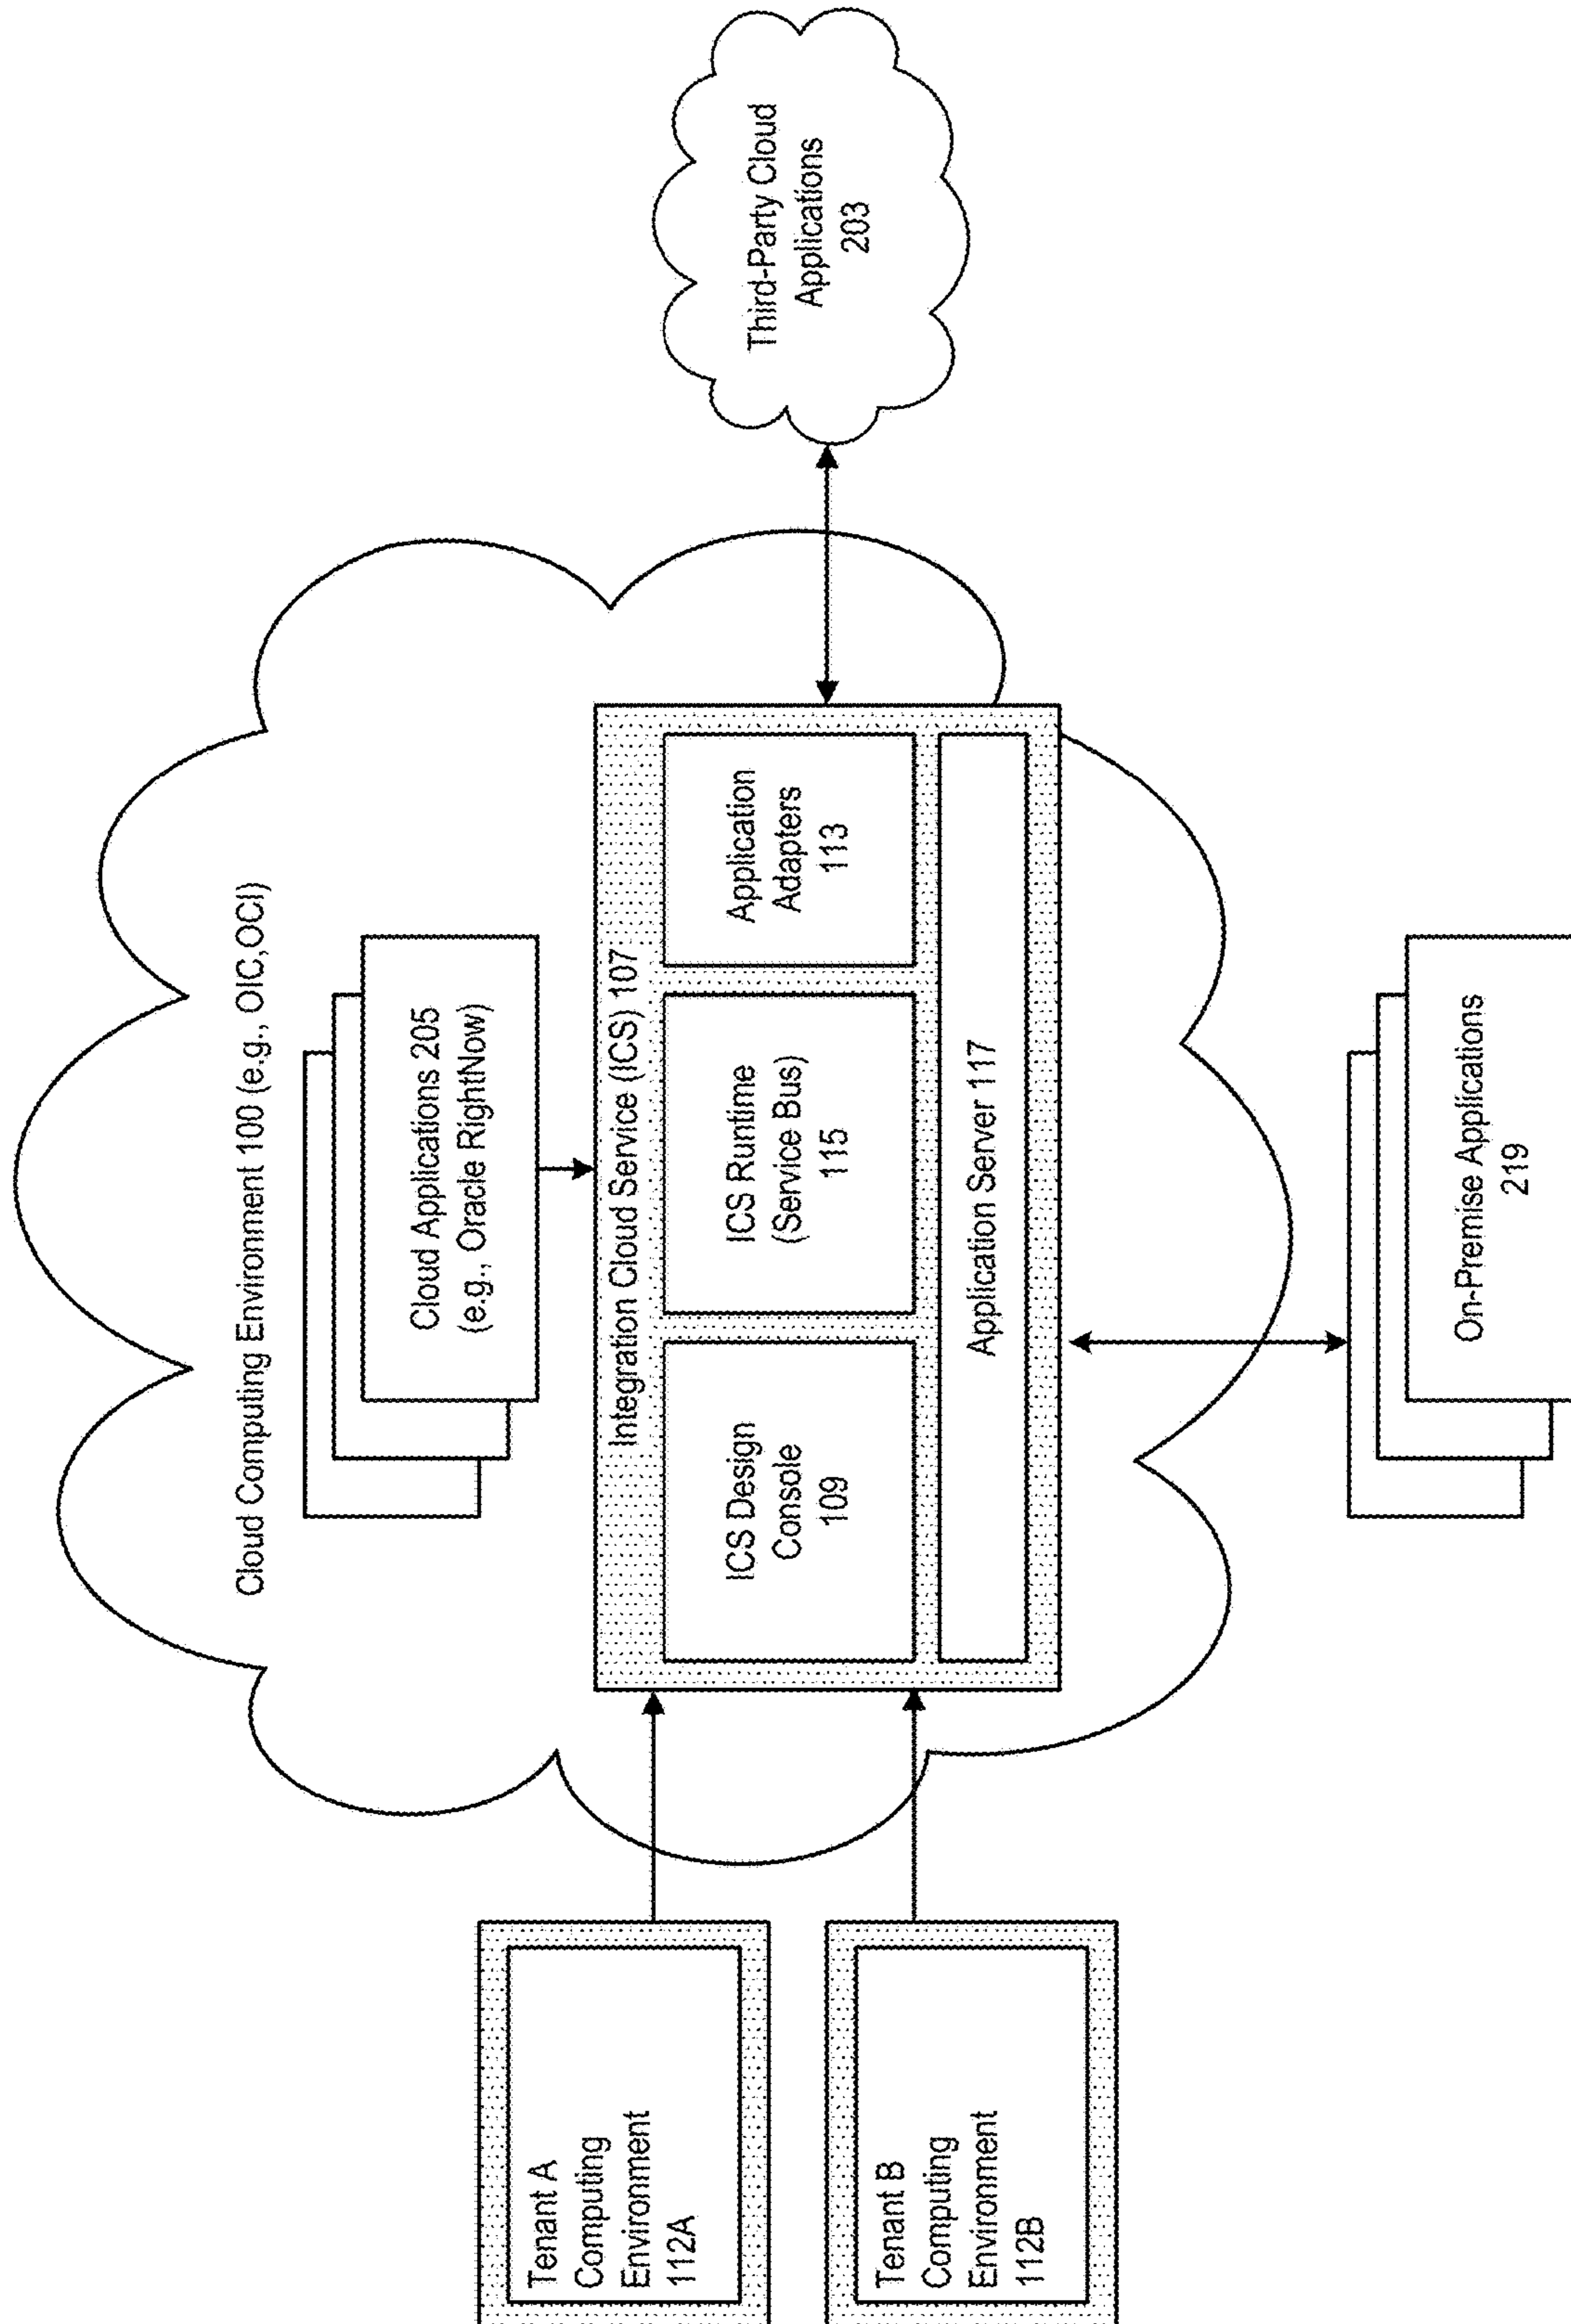 Cloud Computing Environment 100 (e.g., OIC,OCI)
Cloud Applications 205
(e.g., Oracle RightNow)
Integration Cloud Service (ICS) 107
ICS Design
Console
109
ICS Runtime
(Service Bus)
115
Application
Adapters
113
Application Server 117
Tenant A
Computing
Environment
112A
Tenant B
Computing
Environment
112B
Third-Party Cloud
Applications
203
On-Premise Applications
219